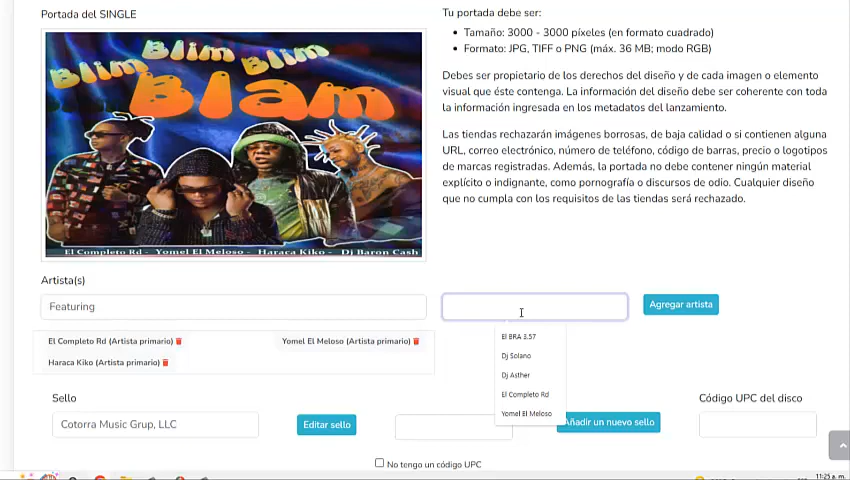 Portada del SINGLE
Tu portada debe ser:
Tamaño: 3000 - 3000 píxeles (en formato cuadrado)
Formato: JPG, TIFF o PNG (máx. 36 MB; modo RGB)
Debes ser propietario de los derechos del diseño y de cada imagen o elemento
visual que éste contenga. La información del diseño debe ser coherente con toda
la información ingresada en los metadatos del lanzamiento.
Las tiendas rechazarán imágenes borrosas, de baja calidad o si contienen alguna
URL, correo electrónico, número de teléfono, código de barras, precio o logotipos
de marcas registradas. Además, la portada no debe contener ningún material
explícito o indignante, como pornografía o discursos de odio. Cualquier diseño
que no cumpla con los requisitos de las tiendas será rechazado.
Blim Blim Blim
Blam
El Completo Rd - Yomel El Meloso - Haraca Kiko - Dj Baron Cash
Artista(s)
Featuring
Agregar artista
El Completo Rd (Artista primario)
Yomel El Meloso (Artista primario)
Haraca Kiko (Artista primario)
El BRA 3.57
Dj Solano
Dj Asther
El Completo Rd
Yomel El Meloso
Sello
Código UPC del disco
Cotorra Music Grup, LLC
Editar sello
Añadir un nuevo sello
No tengo un código UPC
11:25 a. m.